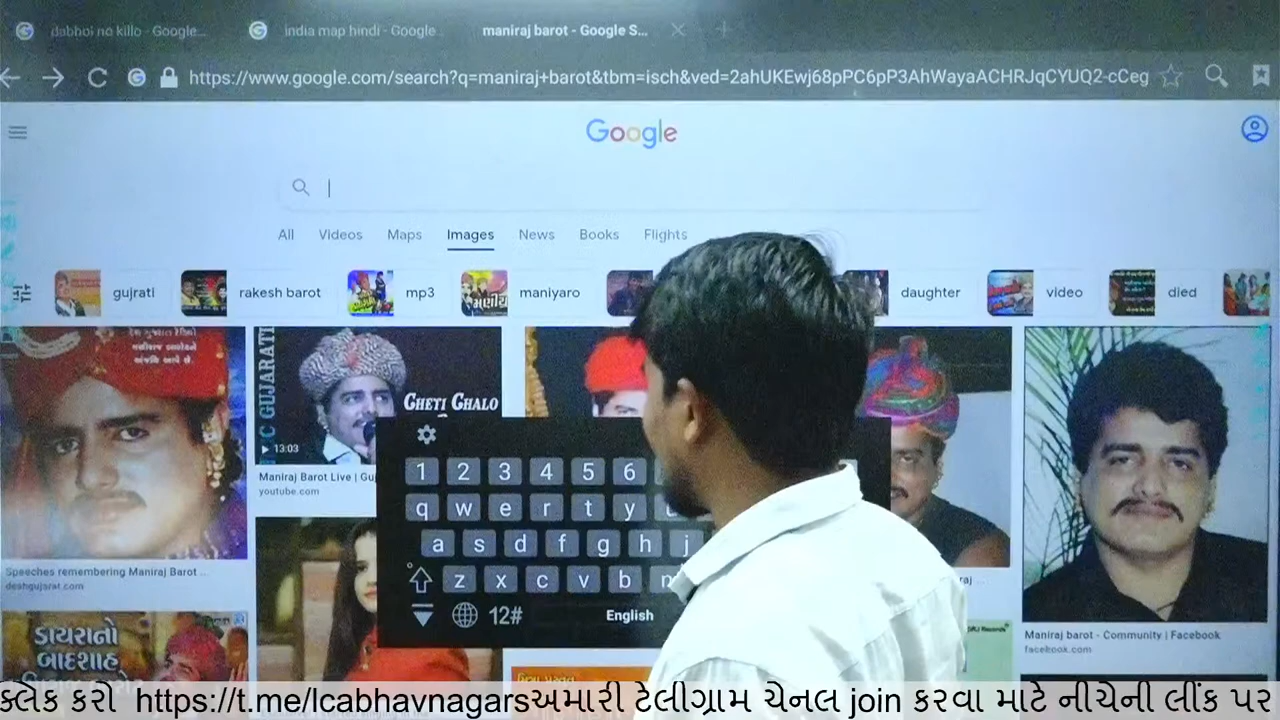 dabhoi no killo - Google...
india map hindi - Google
maniraj barot - Google S...
https://www.google.com/search?q=maniraj+barot&tbm=isch&ved=2ahUKEwj68pPC6pP3AhWayaACHRJqCYUQ2-cCeg
Google
All Videos Maps Images News Books Flights
gujrati rakesh barot mp3 maniyaro daughter video died
GUJARATI
CHETI CHALO
13:03
Speeches remembering Maniraj Barot ...
deshgujarat.com
Maniraj Barot Live | Guj
youtube.com
1 2 3 4 5 6
q w e r t y
a s d f g h j
z x c v b
12# English
Maniraj barot - Community | Facebook
facebook.com
ડાયરાનો
બાદશાહ
ક્લિક કરો https://t.me/lcabhavnagarsઅમારી ટેલીગ્રામ ચેનલ join કરવા માટે નીચેની લીંક પર